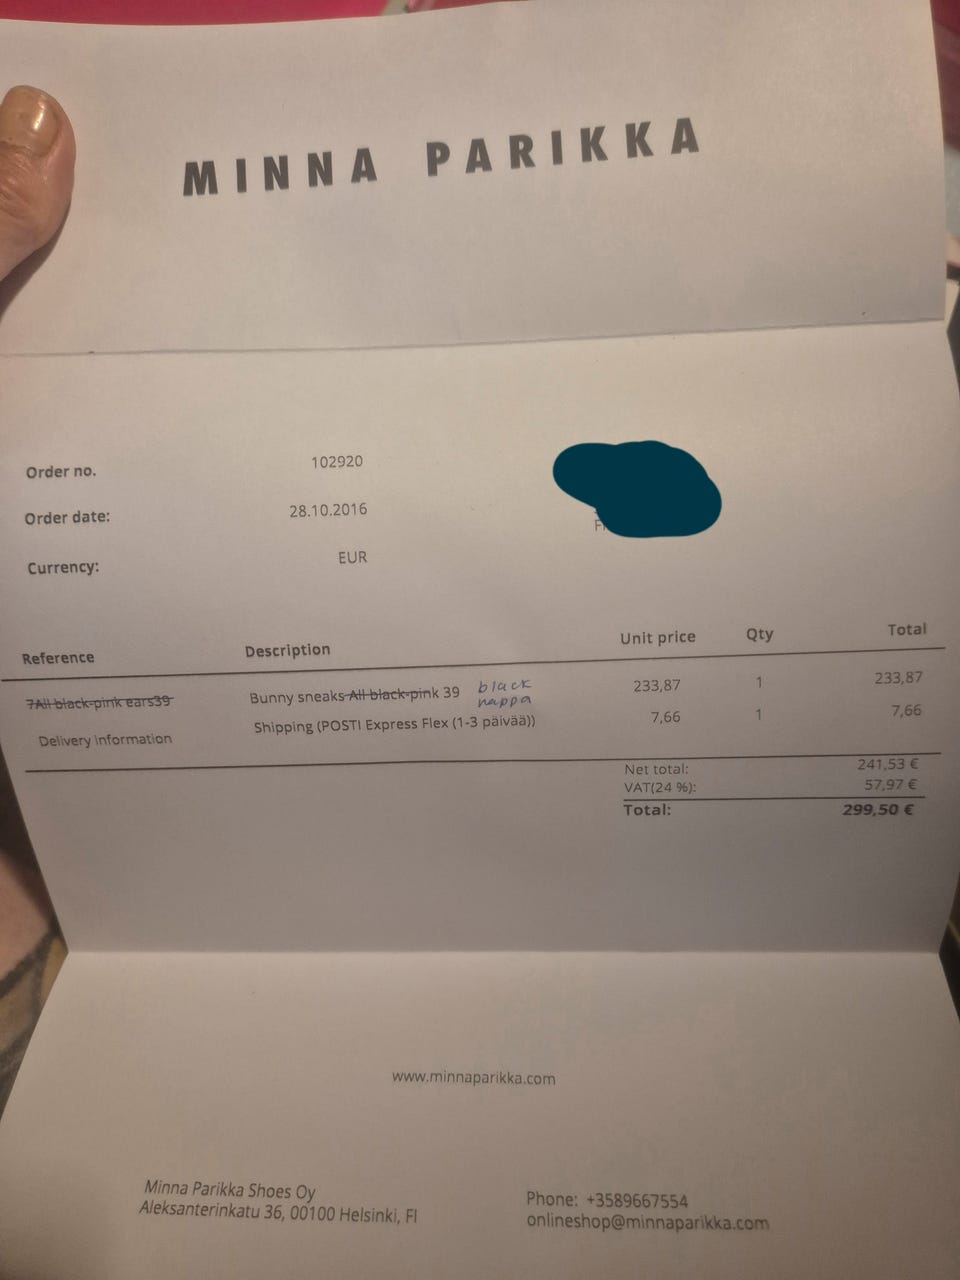 MINNA PARIKKA
Order no. 102920
Order date: 28.10.2016
Currency: EUR
Reference Description Unit price Qty Total
7All black-pink ears39 Bunny sneaks All black-pink 39 black nappa 233,87 1 233,87
Delivery information Shipping (POSTI Express Flex (1-3 päivää)) 7,66 1 7,66
Net total: 241,53 €
VAT(24 %): 57,97 €
Total: 299,50 €
www.minnaparikka.com
Minna Parikka Shoes Oy
Aleksanterinkatu 36, 00100 Helsinki, FI
Phone: +3589667554
onlineshop@minnaparikka.com